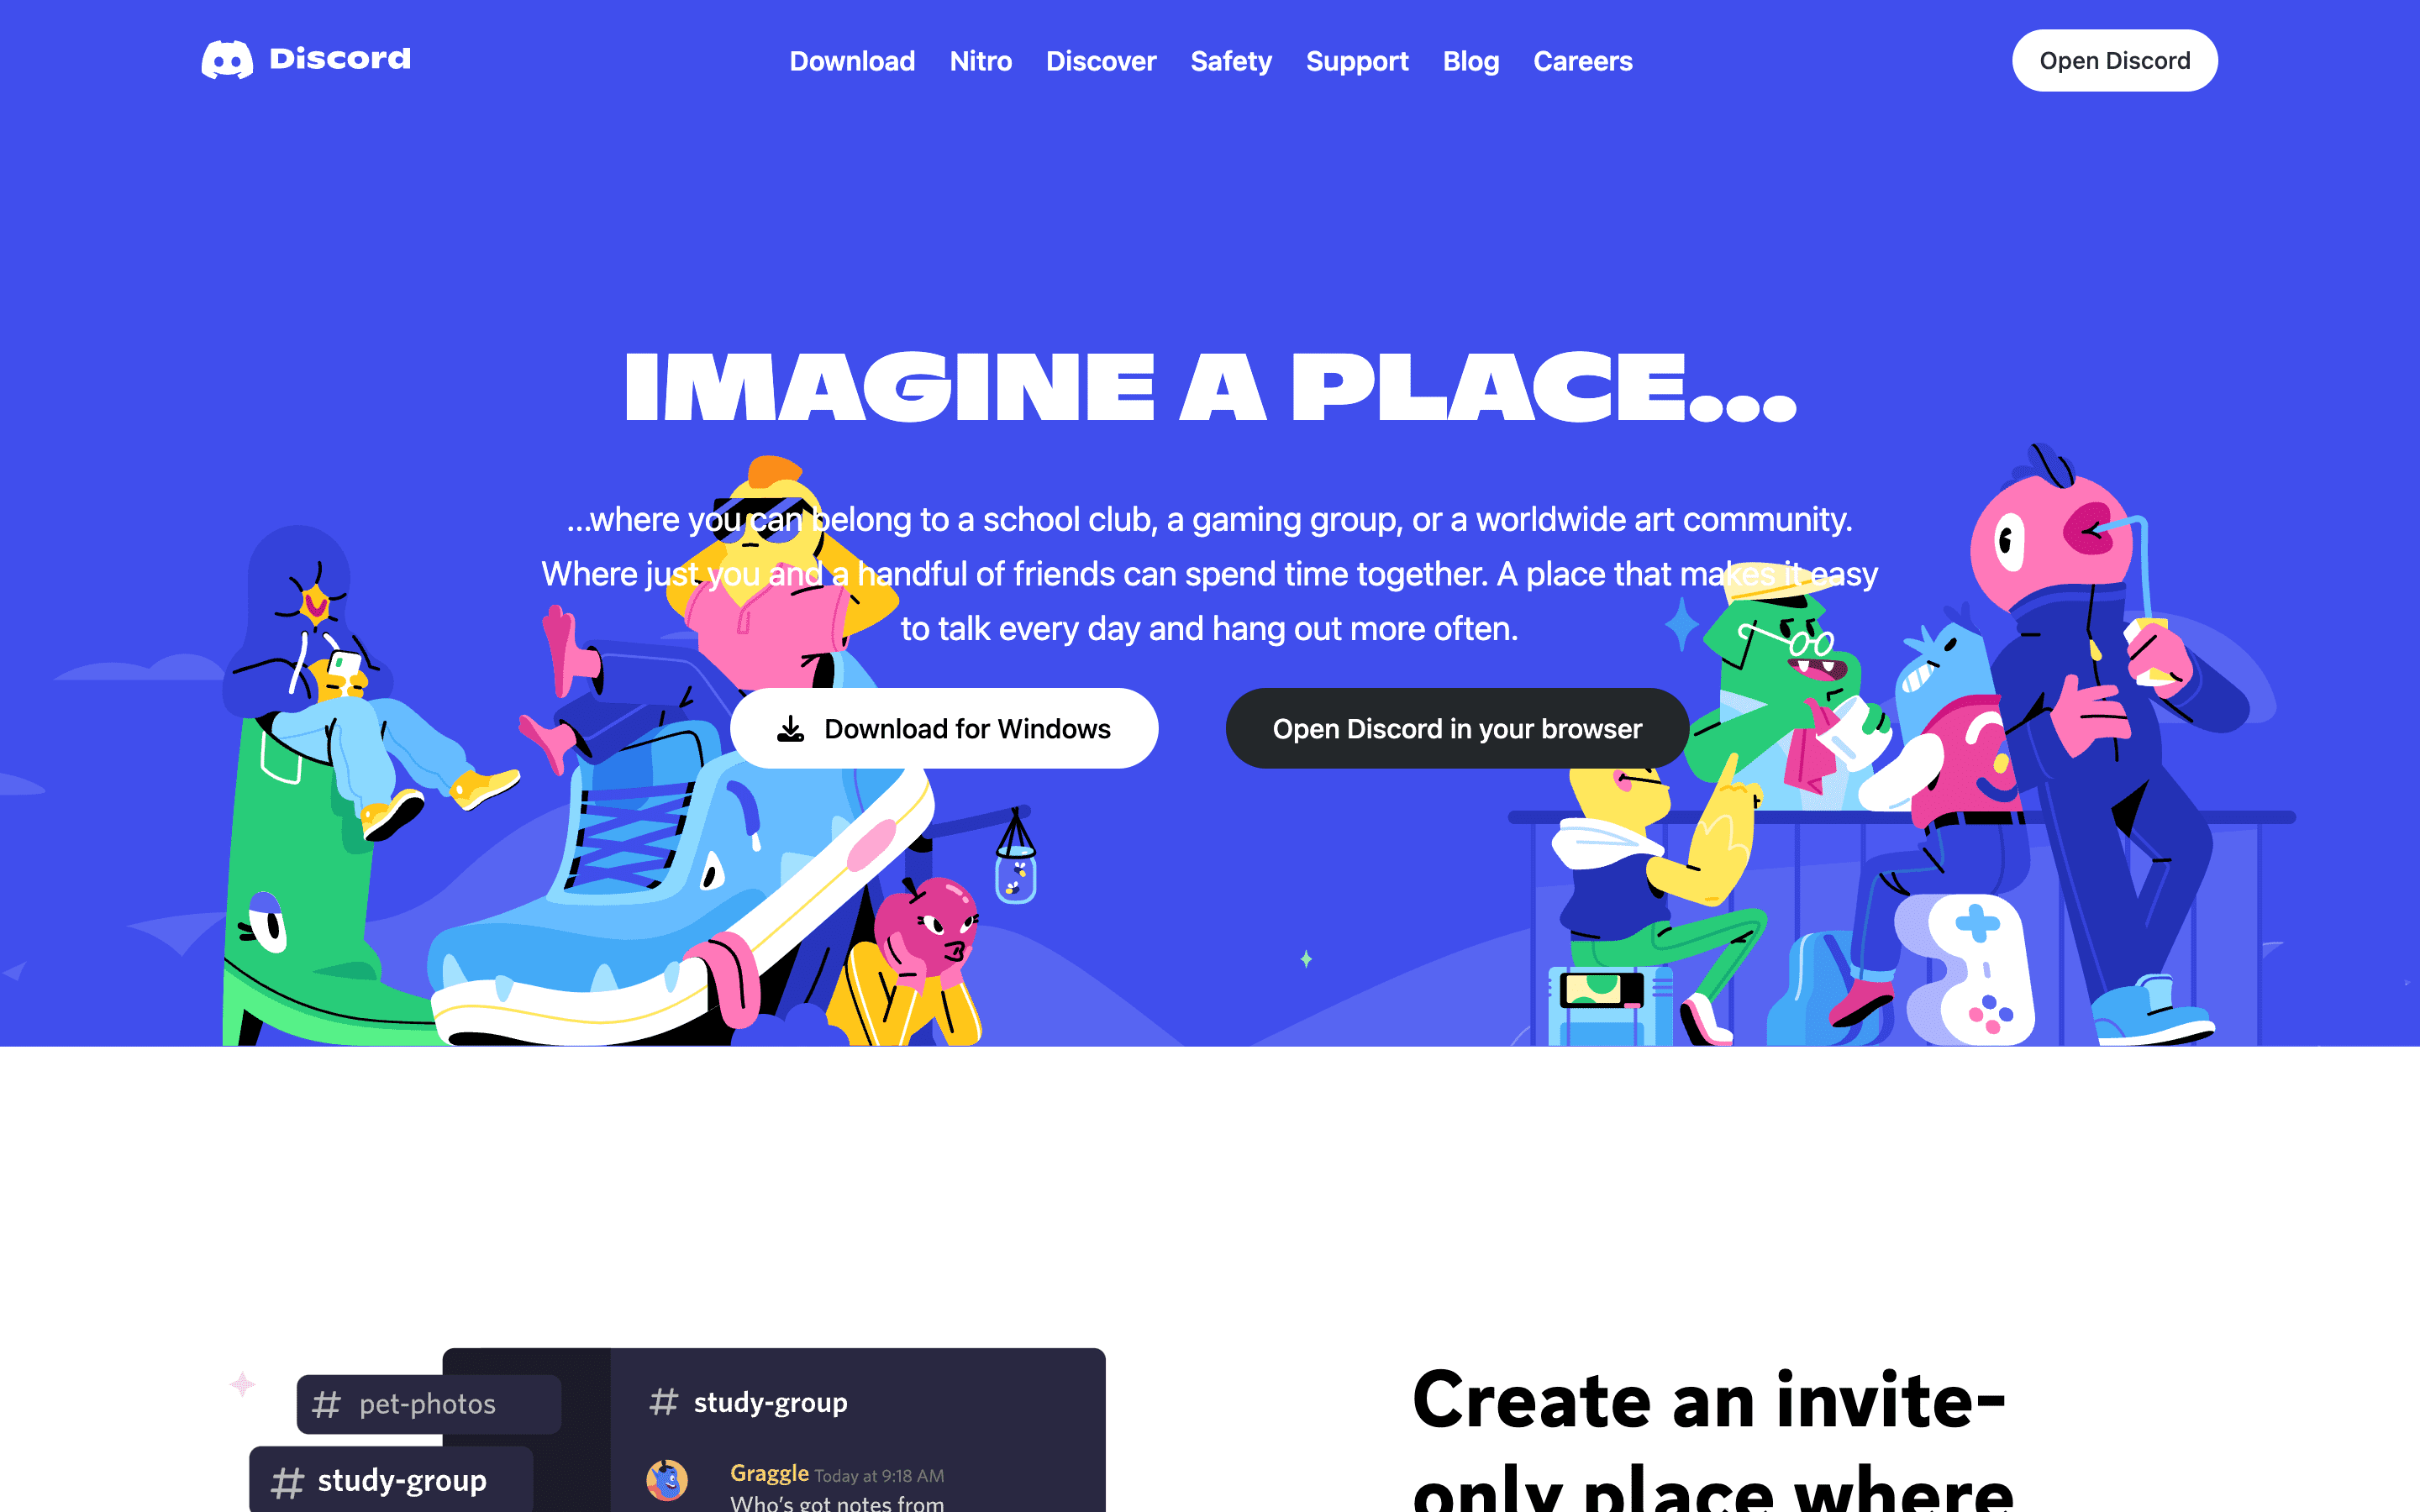 Discord
Download Nitro Discover Safety Support Blog Careers
Open Discord
IMAGINE A PLACE...
...where you can belong to a school club, a gaming group, or a worldwide art community.
Where just you and a handful of friends can spend time together. A place that makes it easy
to talk every day and hang out more often.
Download for Windows
Open Discord in your browser
# pet-photos
# study-group
# study-group
Graggle Today at 9:18 AM
Who's got notes from
Create an invite-
only place where